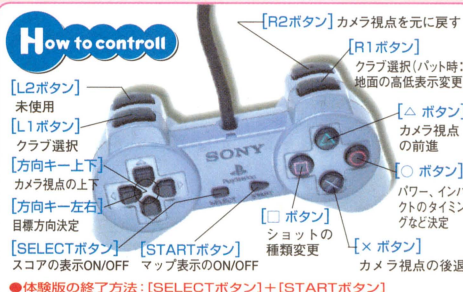 How to controll
[R2ボタン] カメラ視点を元に戻す
[R1ボタン]
クラブ選択(パット時:
地面の高低表示変更
[L2ボタン]
未使用
[L1ボタン]
クラブ選択
[方向キー上下]
カメラ視点の上下
[方向キー左右]
目標方向決定
[SELECTボタン]
スコアの表示ON/OFF
[STARTボタン]
マップ表示のON/OFF
SONY
PlayStation
SELECT
[△ ボタン]
カメラ視点
の前進
[○ ボタン]
パワー、インパ
クトのタイミン
グなど決定
[□ ボタン]
ショットの
種類変更
[× ボタン]
カメラ視点の後退
●体験版の終了方法:[SELECTボタン]+[STARTボタン]